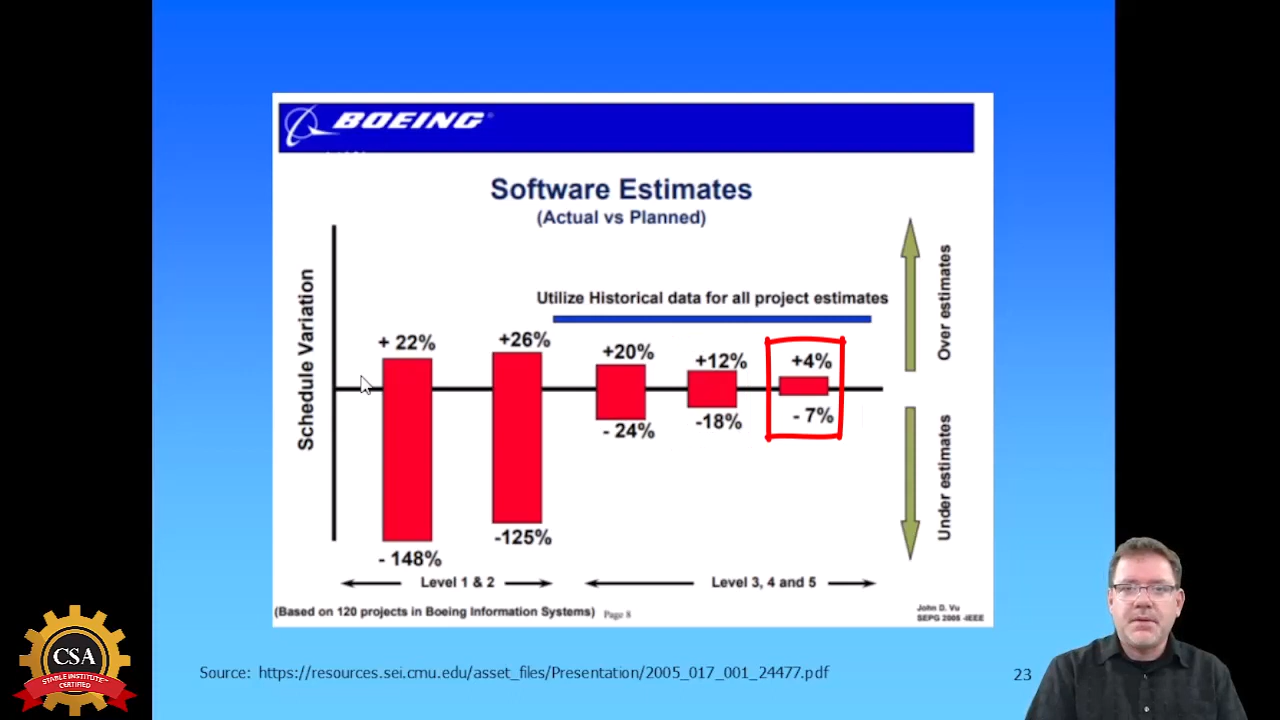 BOEING
Software Estimates
(Actual vs Planned)
Schedule Variation
Utilize Historical data for all project estimates
+ 22%
+26%
+20%
+12%
+4%
- 148%
-125%
- 24%
-18%
- 7%
Over estimates
Under estimates
Level 1 & 2
Level 3, 4 and 5
(Based on 120 projects in Boeing Information Systems)
Page 8
John D. Vu
SEPG 2005 -IEEE
Source: https://resources.sei.cmu.edu/asset_files/Presentation/2005_017_001_24477.pdf
23
CSA
STABLE INSTITUTE™
CERTIFIED